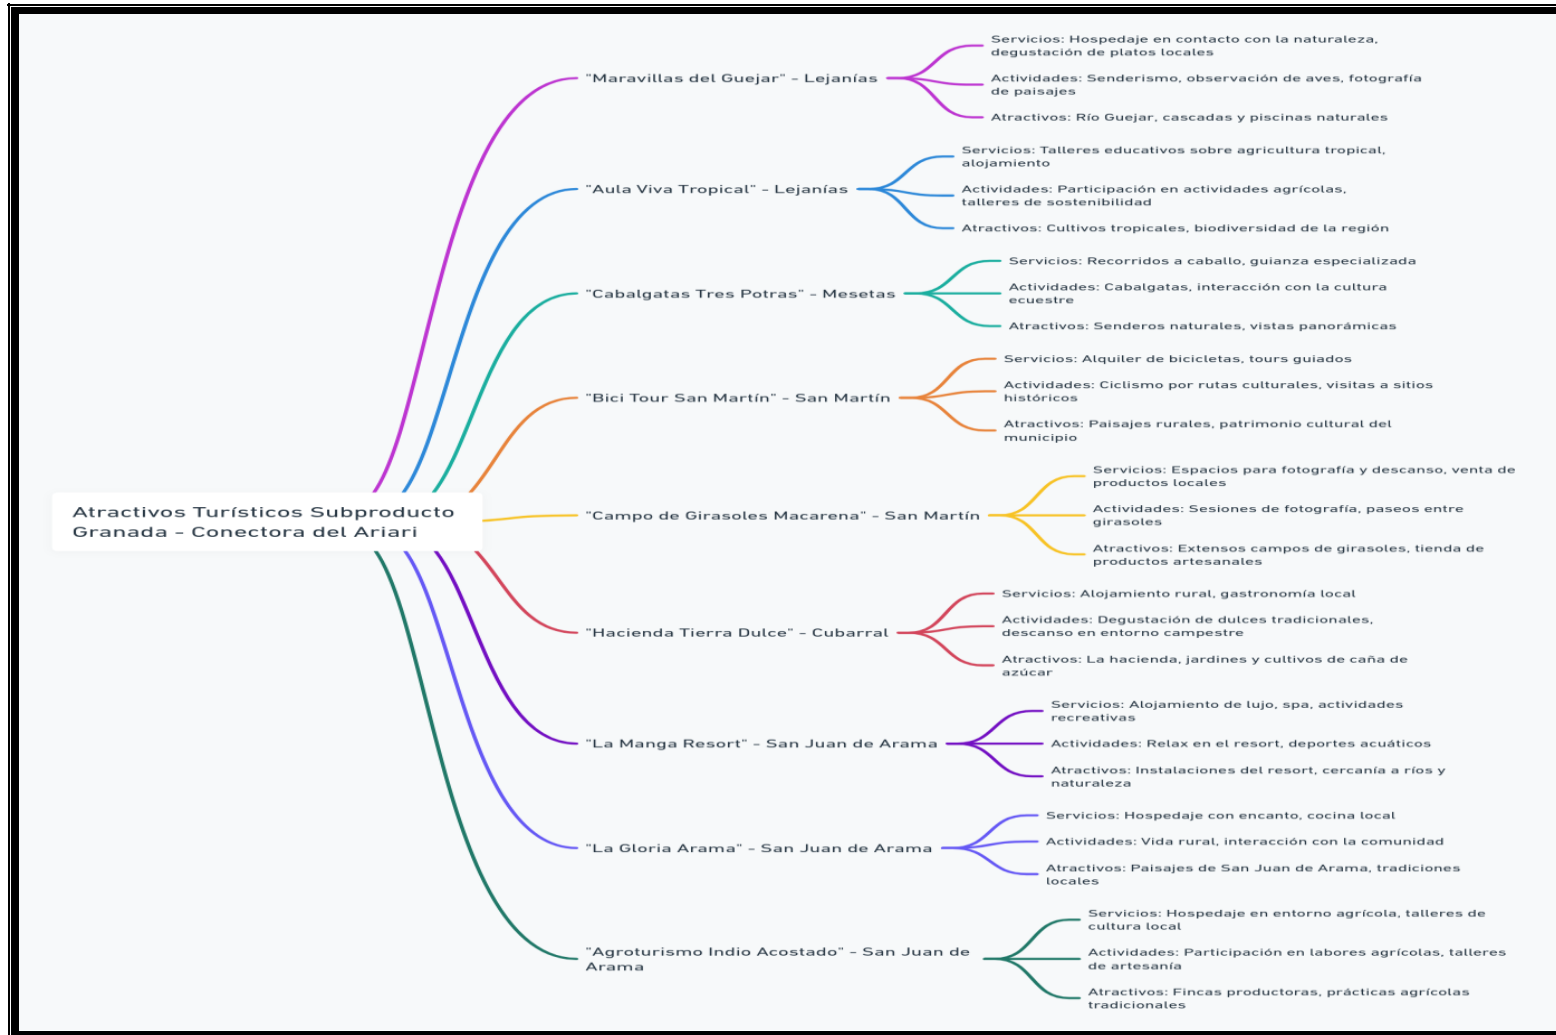 Atractivos Turísticos Subproducto
Granada - Conectora del Ariari
"Maravillas del Guejar" - Lejanías
Servicios: Hospedaje en contacto con la naturaleza,
degustación de platos locales
Actividades: Senderismo, observación de aves, fotografía
de paisajes
Atractivos: Río Guejar, cascadas y piscinas naturales
"Aula Viva Tropical" - Lejanías
Servicios: Talleres educativos sobre agricultura tropical,
alojamiento
Actividades: Participación en actividades agrícolas,
talleres de sostenibilidad
Atractivos: Cultivos tropicales, biodiversidad de la región
"Cabalgatas Tres Potras" - Mesetas
Servicios: Recorridos a caballo, guianza especializada
Actividades: Cabalgatas, interacción con la cultura
ecuestre
Atractivos: Senderos naturales, vistas panorámicas
"Bici Tour San Martín" - San Martín
Servicios: Alquiler de bicicletas, tours guiados
Actividades: Ciclismo por rutas culturales, visitas a sitios
históricos
Atractivos: Paisajes rurales, patrimonio cultural del
municipio
"Campo de Girasoles Macarena" - San Martín
Servicios: Espacios para fotografía y descanso, venta de
productos locales
Actividades: Sesiones de fotografía, paseos entre
girasoles
Atractivos: Extensos campos de girasoles, tienda de
productos artesanales
"Hacienda Tierra Dulce" - Cubarral
Servicios: Alojamiento rural, gastronomía local
Actividades: Degustación de dulces tradicionales,
descanso en entorno campestre
Atractivos: La hacienda, jardines y cultivos de caña de
azúcar
"La Manga Resort" - San Juan de Arama
Servicios: Alojamiento de lujo, spa, actividades
recreativas
Actividades: Relax en el resort, deportes acuáticos
Atractivos: Instalaciones del resort, cercanía a ríos y
naturaleza
"La Gloria Arama" - San Juan de Arama
Servicios: Hospedaje con encanto, cocina local
Actividades: Vida rural, interacción con la comunidad
Atractivos: Paisajes de San Juan de Arama, tradiciones
locales
"Agroturismo Indio Acostado" - San Juan de
Arama
Servicios: Hospedaje en entorno agrícola, talleres de
cultura local
Actividades: Participación en labores agrícolas, talleres
de artesanía
Atractivos: Fincas productoras, prácticas agrícolas
tradicionales